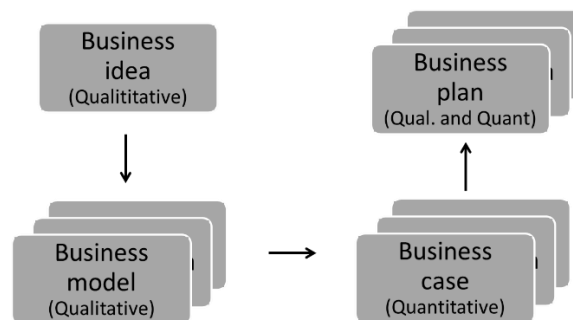 Business
idea
(Qualititative)
Business
model
(Qualitative)
Business
case
(Quantitative)
Business
plan
(Qual. and Quant)